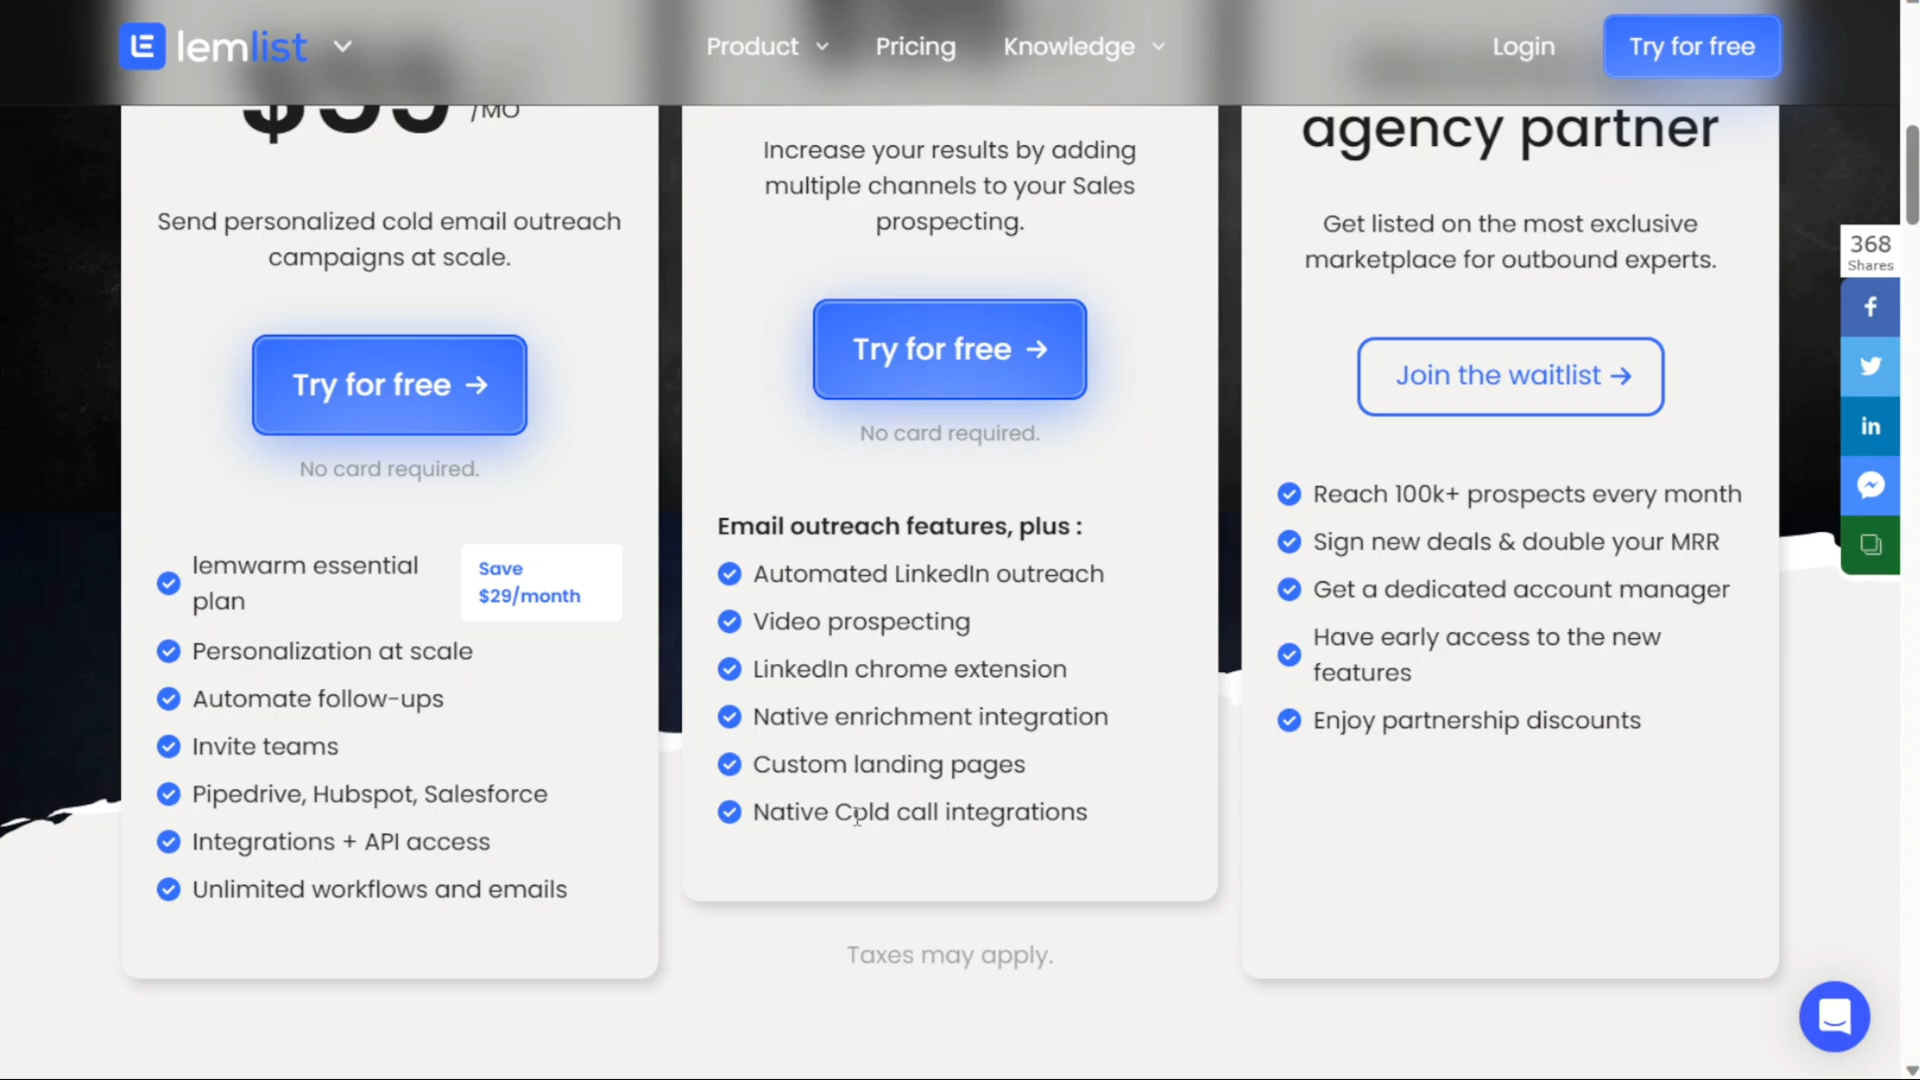 lemlist
Product
Pricing
Knowledge
Login
Try for free
/MO
Send personalized cold email outreach
campaigns at scale.
Try for free →
No card required.
lemwarm essential
plan
Save
$29/month
Personalization at scale
Automate follow-ups
Invite teams
Pipedrive, Hubspot, Salesforce
Integrations + API access
Unlimited workflows and emails
Increase your results by adding
multiple channels to your Sales
prospecting.
Try for free →
No card required.
Email outreach features, plus :
Automated LinkedIn outreach
Video prospecting
LinkedIn chrome extension
Native enrichment integration
Custom landing pages
Native Cold call integrations
Taxes may apply.
agency partner
Get listed on the most exclusive
marketplace for outbound experts.
Join the waitlist →
Reach 100k+ prospects every month
Sign new deals & double your MRR
Get a dedicated account manager
Have early access to the new
features
Enjoy partnership discounts
368
Shares